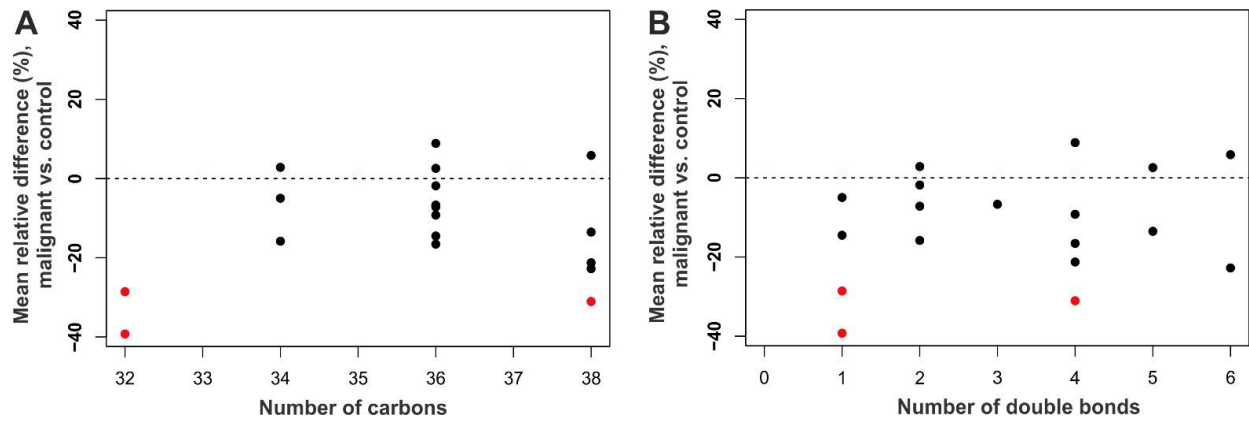 A
Mean relative difference (%),
malignant vs. control
40
20
0
−20
−40
32 33 34 35 36 37 38
Number of carbons
B
Mean relative difference (%),
malignant vs. control
40
20
0
−20
−40
0 1 2 3 4 5 6
Number of double bonds